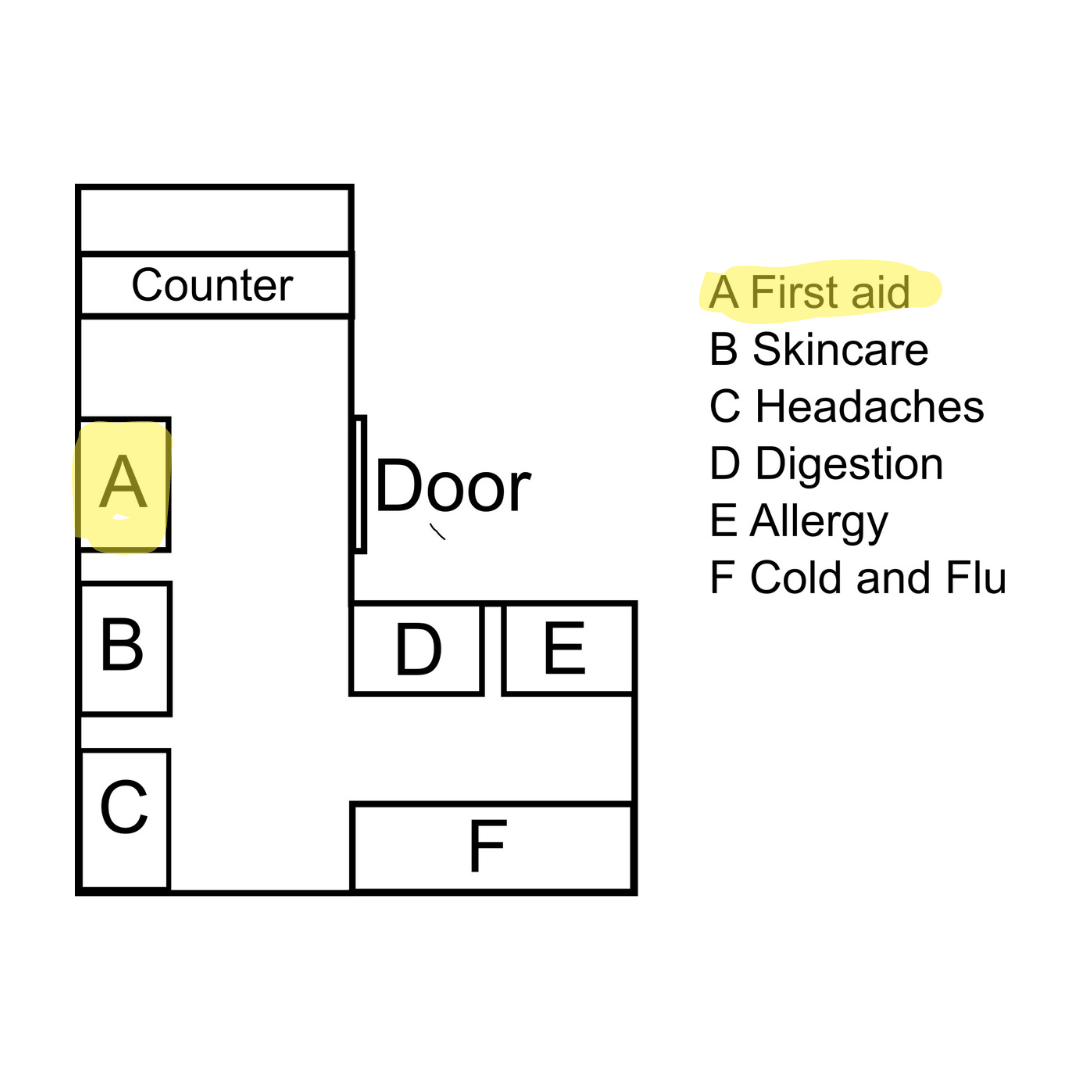 Counter
A
Door
B
D
E
C
F
A First aid
B Skincare
C Headaches
D Digestion
E Allergy
F Cold and Flu